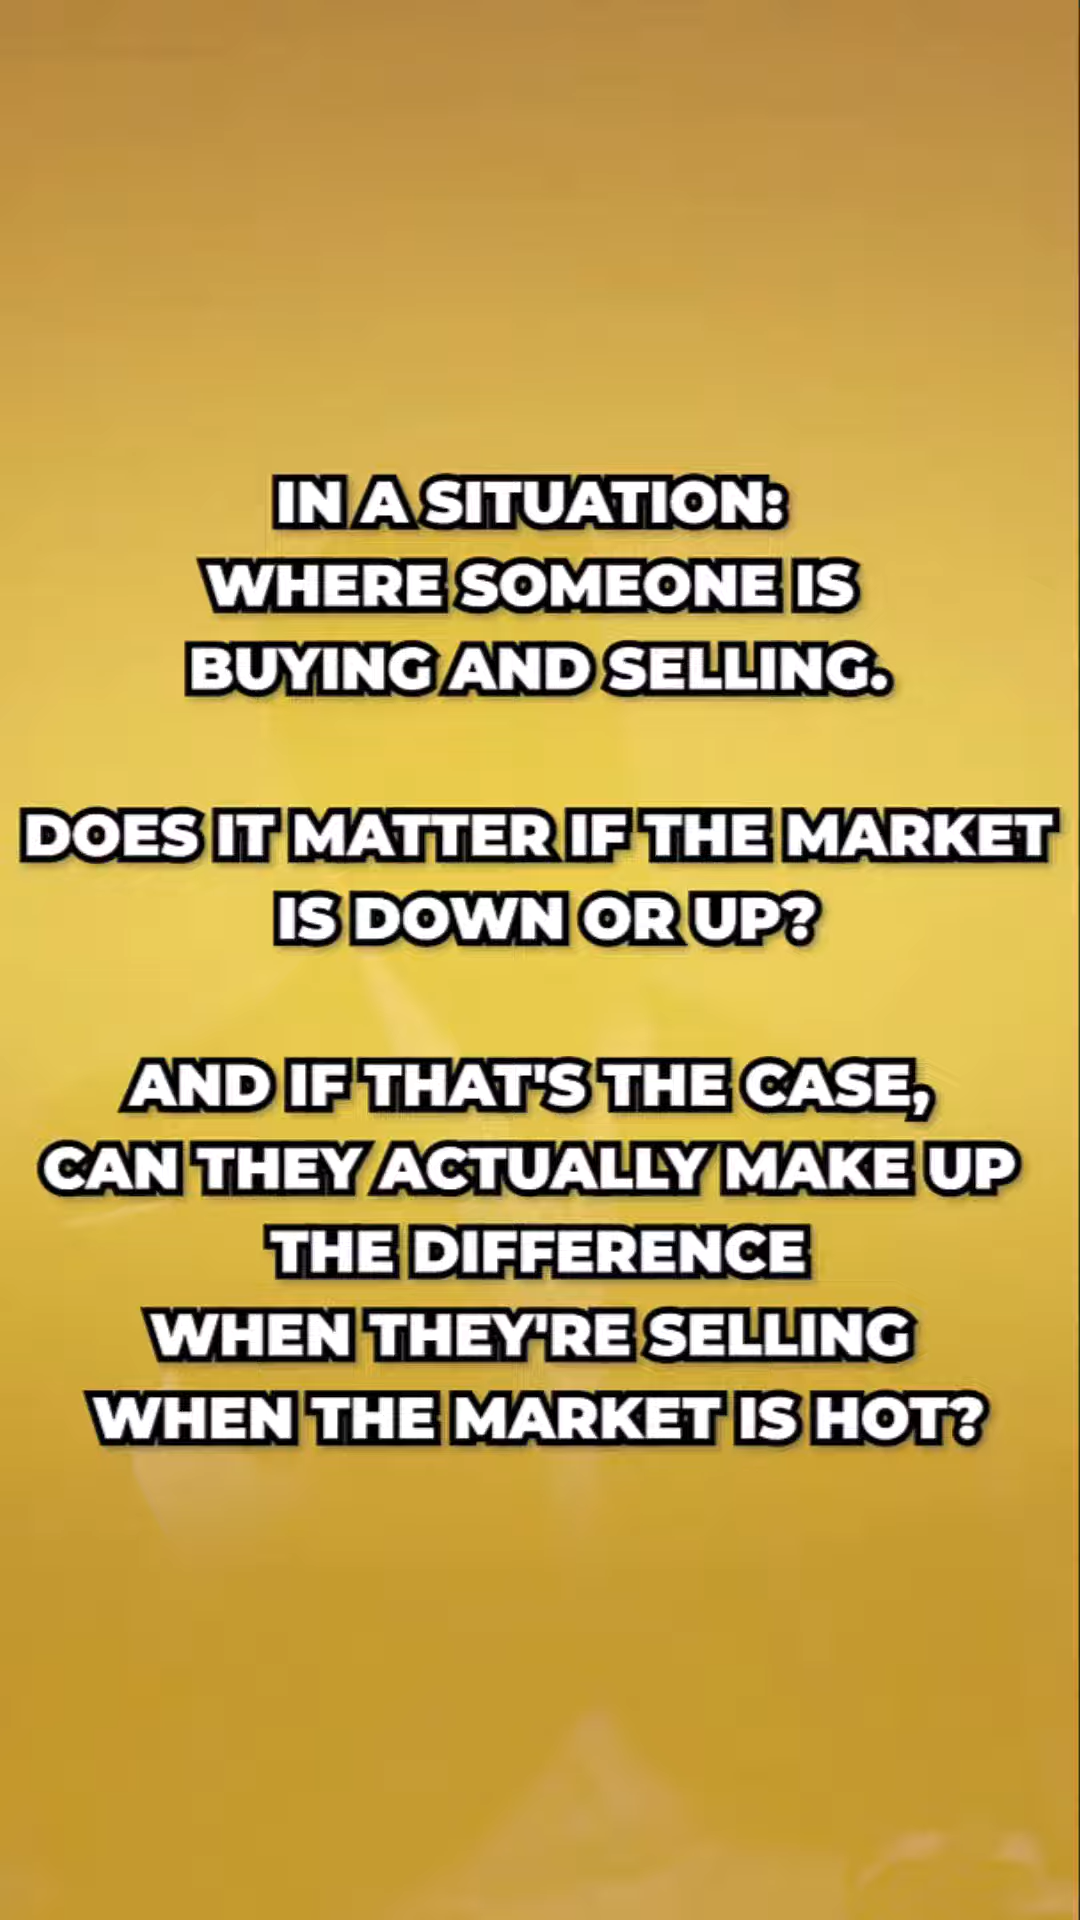 IN A SITUATION:
WHERE SOMEONE IS
BUYING AND SELLING.
DOES IT MATTER IF THE MARKET
IS DOWN OR UP?
AND IF THAT'S THE CASE,
CAN THEY ACTUALLY MAKE UP
THE DIFFERENCE
WHEN THEY'RE SELLING
WHEN THE MARKET IS HOT?